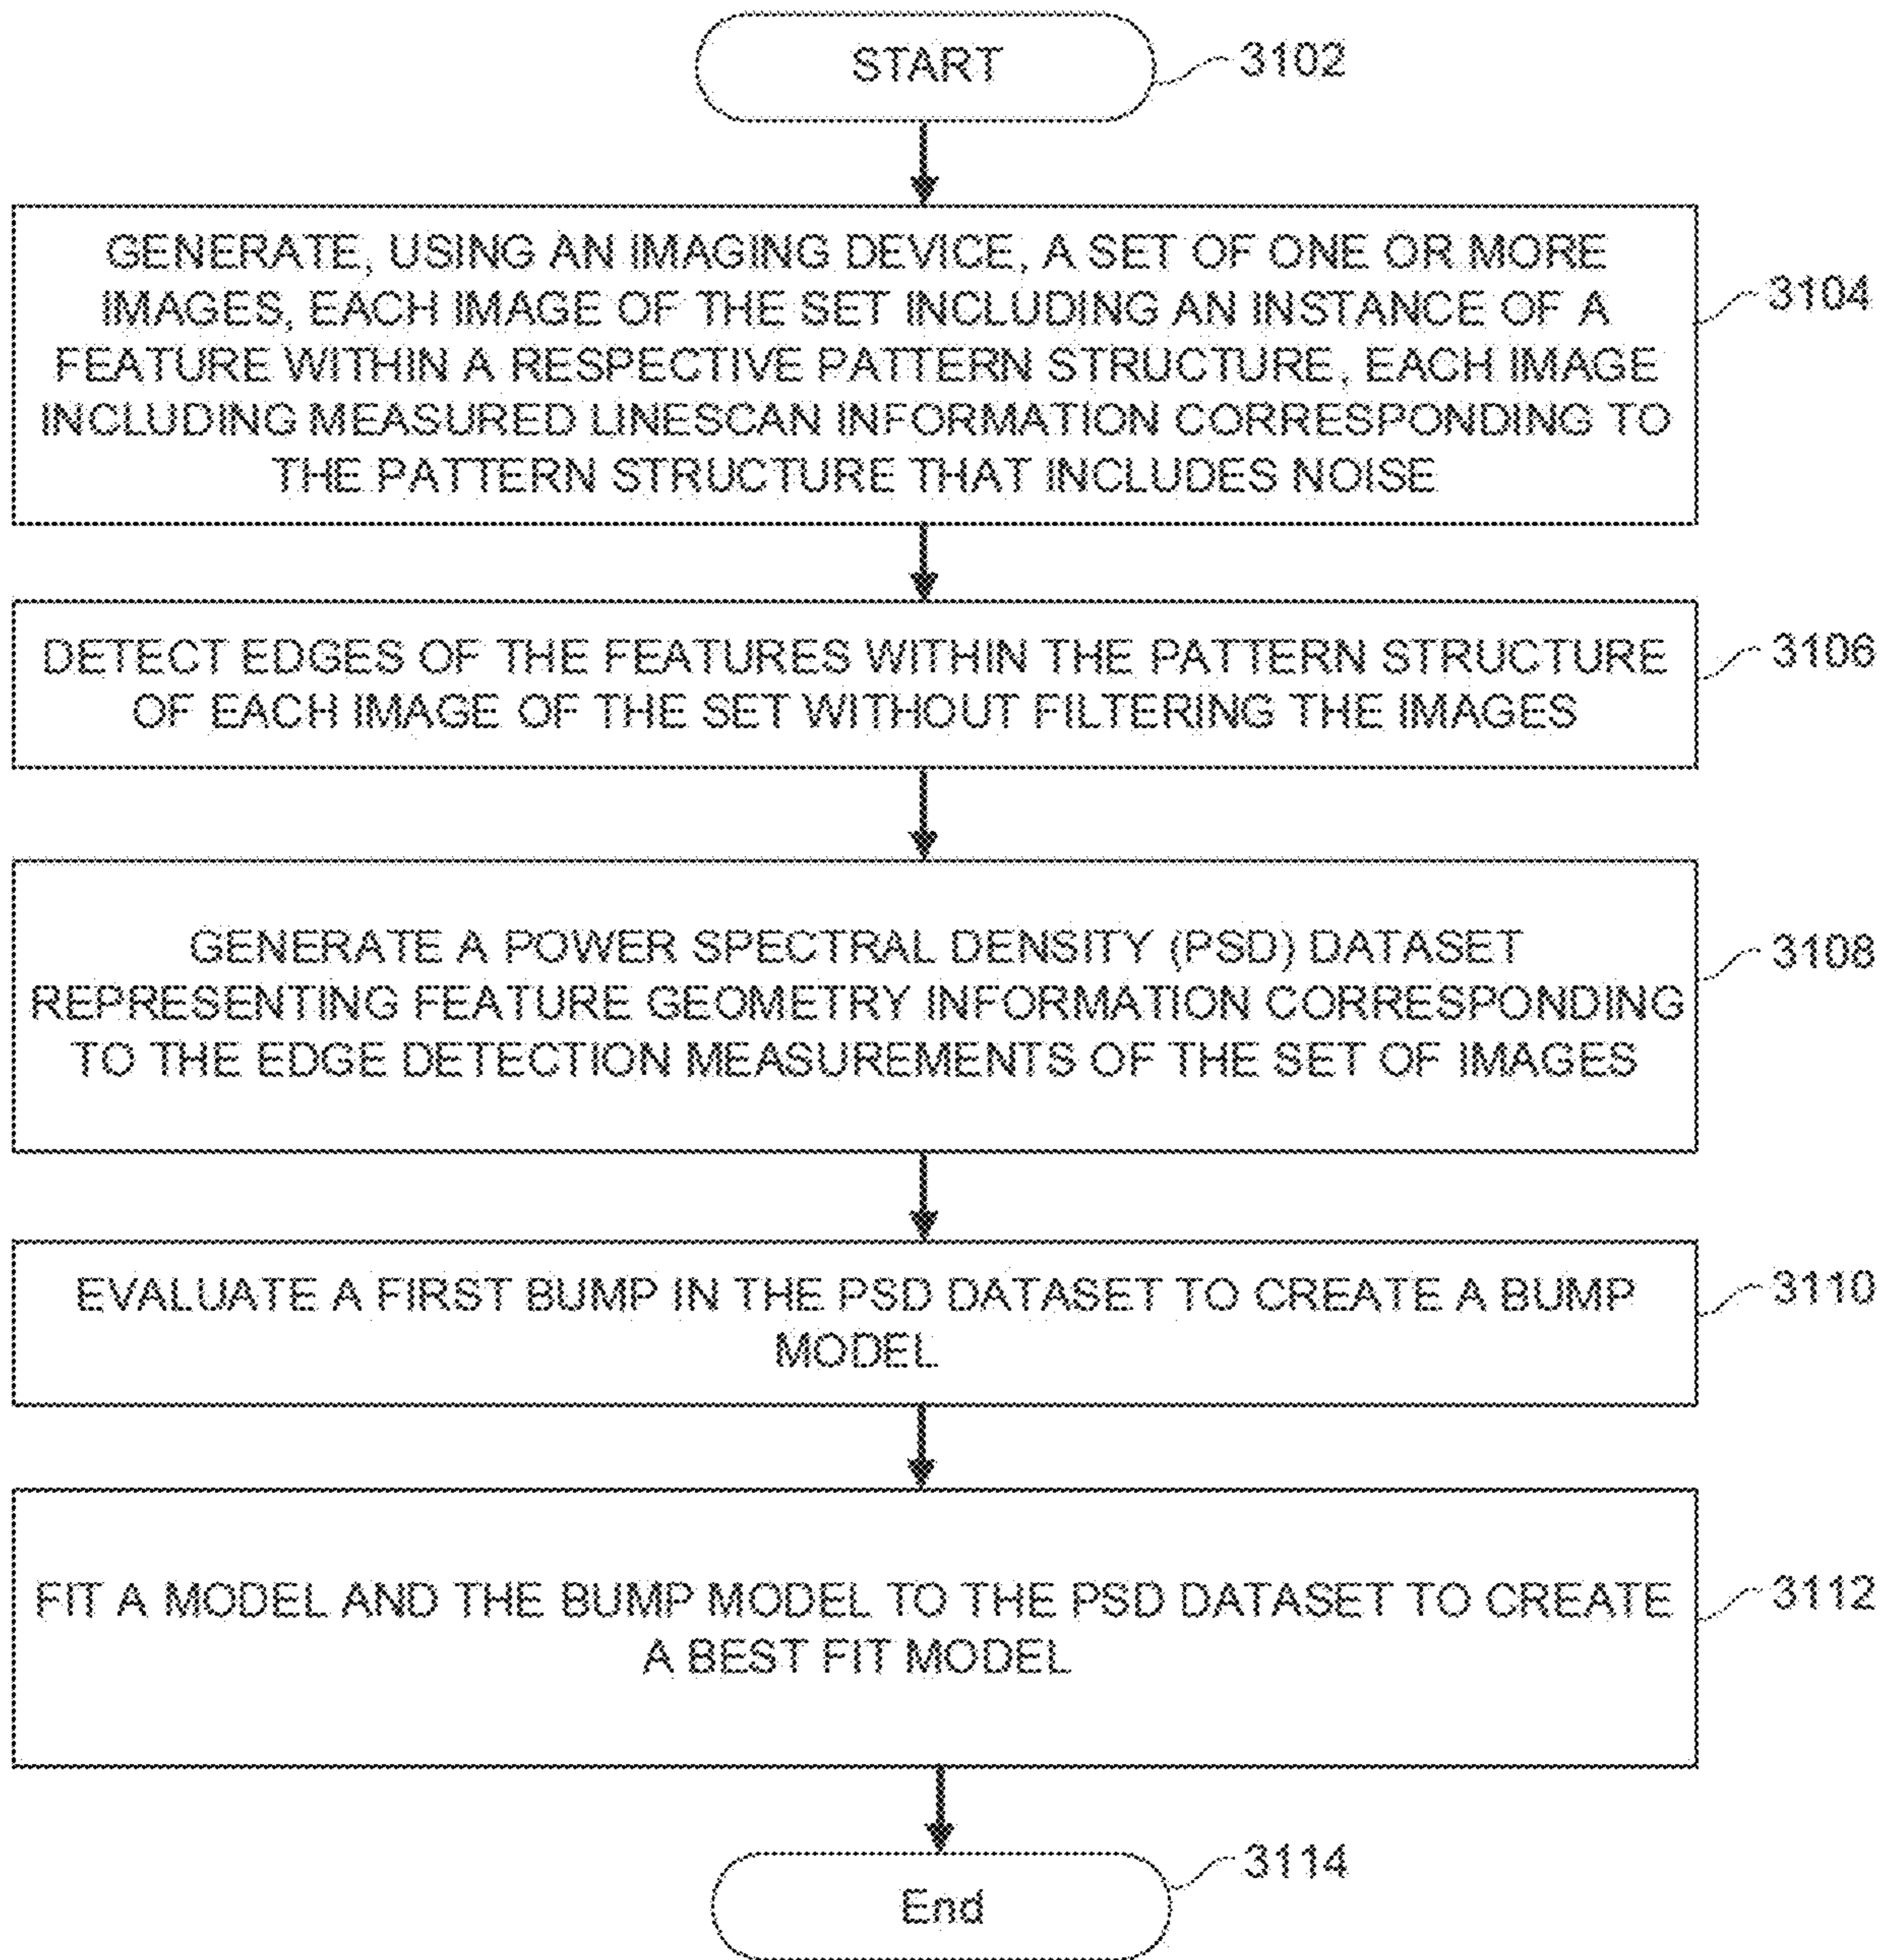 START
3102
GENERATE, USING AN IMAGING DEVICE, A SET OF ONE OR MORE
IMAGES, EACH IMAGE OF THE SET INCLUDING AN INSTANCE OF A
FEATURE WITHIN A RESPECTIVE PATTERN STRUCTURE, EACH IMAGE
INCLUDING MEASURED LINESCAN INFORMATION CORRESPONDING TO
THE PATTERN STRUCTURE THAT INCLUDES NOISE
3104
DETECT EDGES OF THE FEATURES WITHIN THE PATTERN STRUCTURE
OF EACH IMAGE OF THE SET WITHOUT FILTERING THE IMAGES
3106
GENERATE A POWER SPECTRAL DENSITY (PSD) DATASET
REPRESENTING FEATURE GEOMETRY INFORMATION CORRESPONDING
TO THE EDGE DETECTION MEASUREMENTS OF THE SET OF IMAGES
3108
EVALUATE A FIRST BUMP IN THE PSD DATASET TO CREATE A BUMP
MODEL
3110
FIT A MODEL AND THE BUMP MODEL TO THE PSD DATASET TO CREATE
A BEST FIT MODEL
3112
End
3114